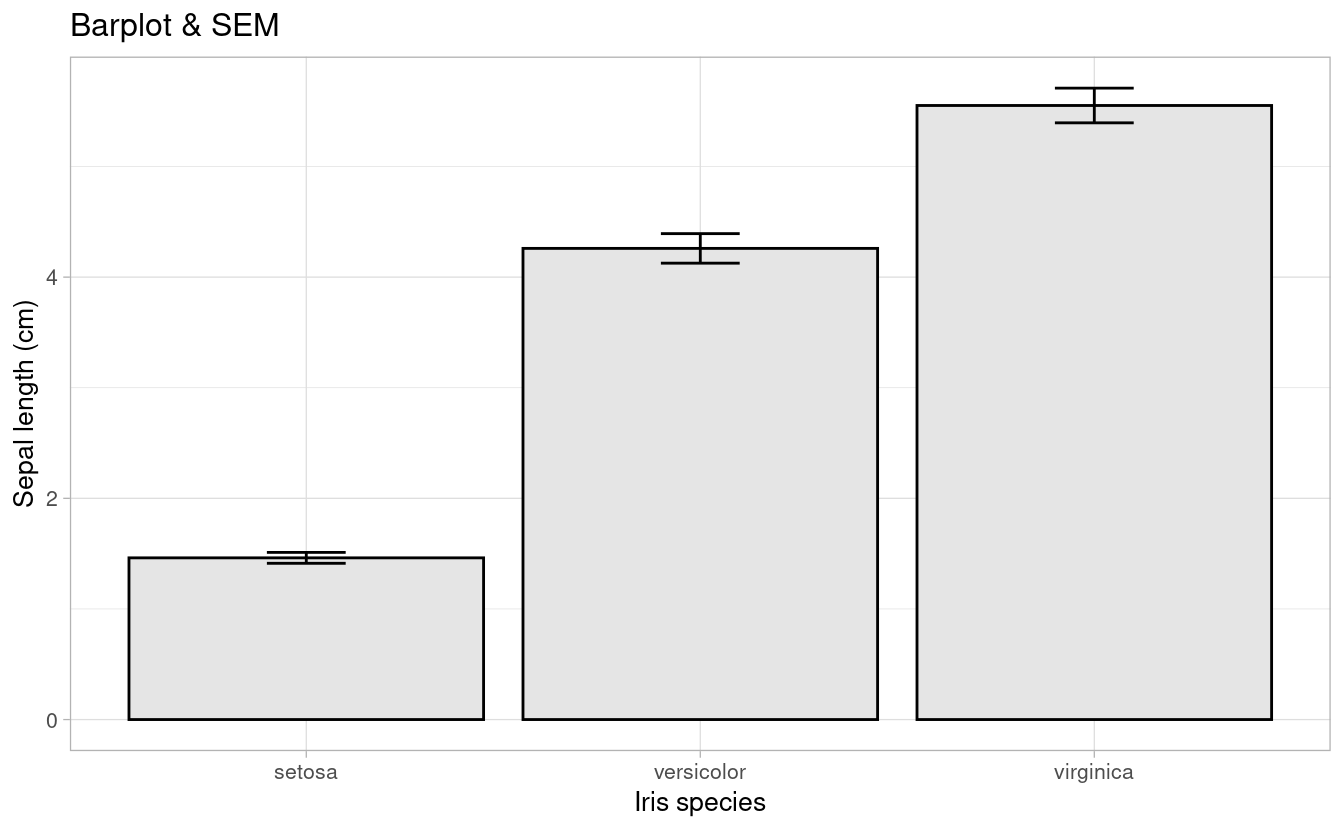 Barplot & SEM
Sepal length (cm)
4
2
0
setosa
versicolor
virginica
Iris species